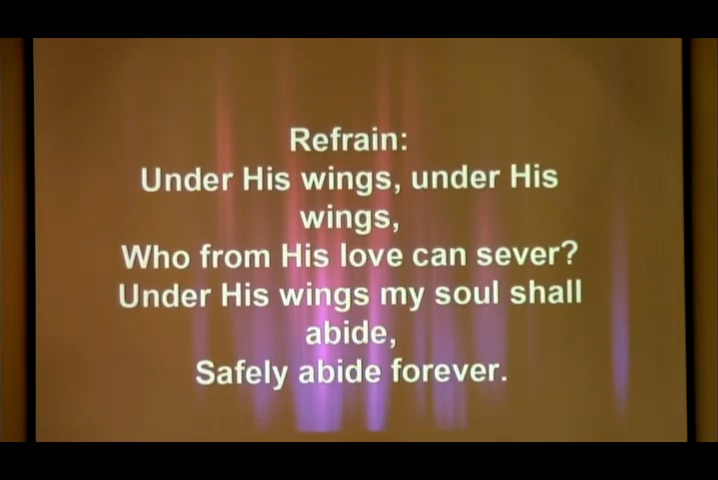 Refrain:
Under His wings, under His
wings,
Who from His love can sever?
Under His wings my soul shall
abide,
Safely abide forever.